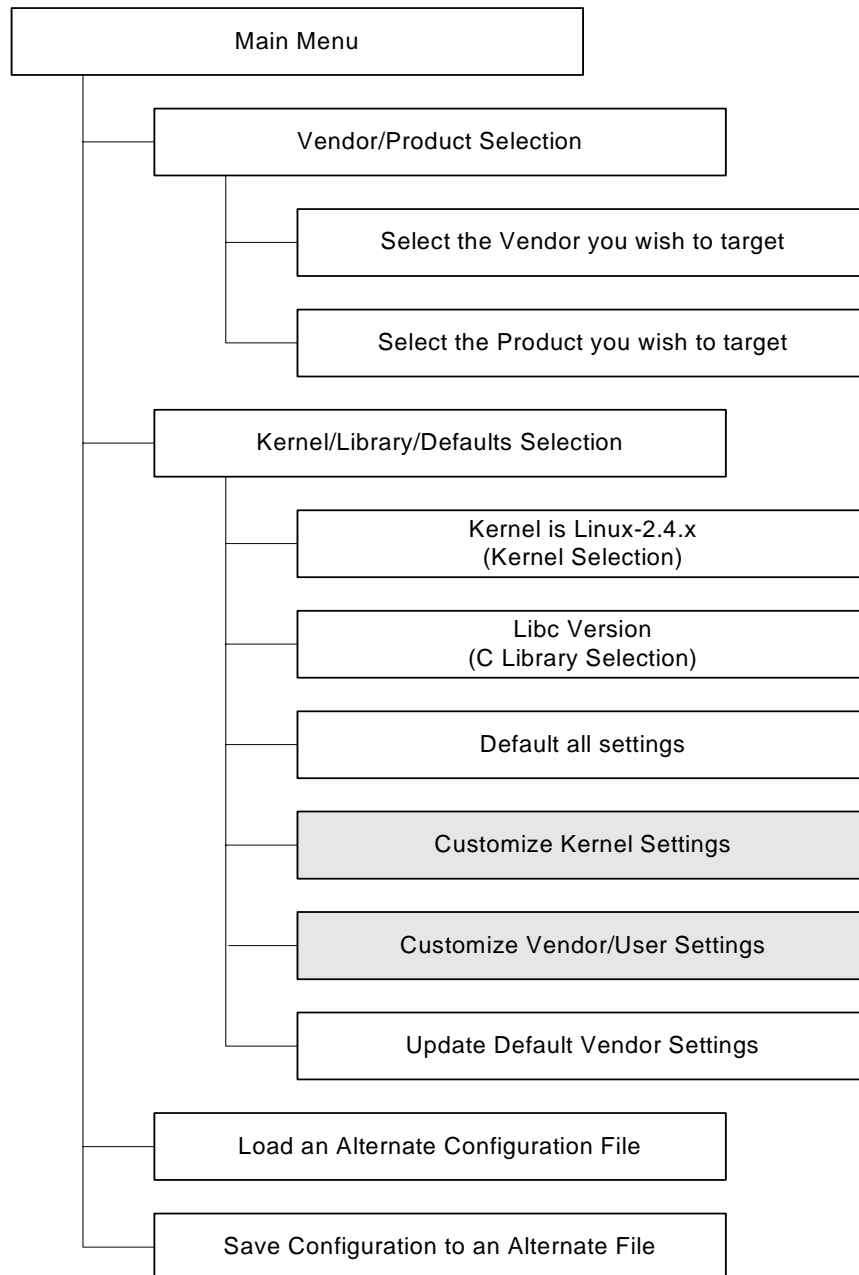 Main Menu
Vendor/Product Selection
Select the Vendor you wish to target
Select the Product you wish to target
Kernel/Library/Defaults Selection
Kernel is Linux-2.4.x
(Kernel Selection)
Libc Version
(C Library Selection)
Default all settings
Customize Kernel Settings
Customize Vendor/User Settings
Update Default Vendor Settings
Load an Alternate Configuration File
Save Configuration to an Alternate File